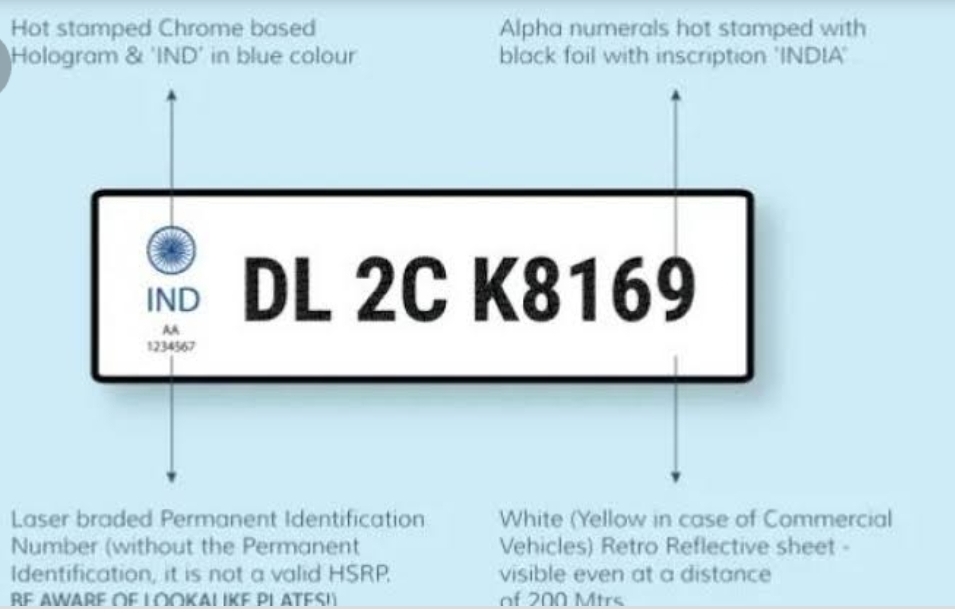 Hot stamped Chrome based
Hologram & 'IND' in blue colour
Alpha numerals hot stamped with
black foil with inscription 'INDIA'
IND
AA
1234567
DL 2C K8169
Laser braded Permanent Identification
Number (without the Permanent
Identification, it is not a valid HSRP.
BE AWARE OF LOOKALIKE PLATES!)
White (Yellow in case of Commercial
Vehicles) Retro Reflective sheet -
visible even at a distance
of 200 Mtrs